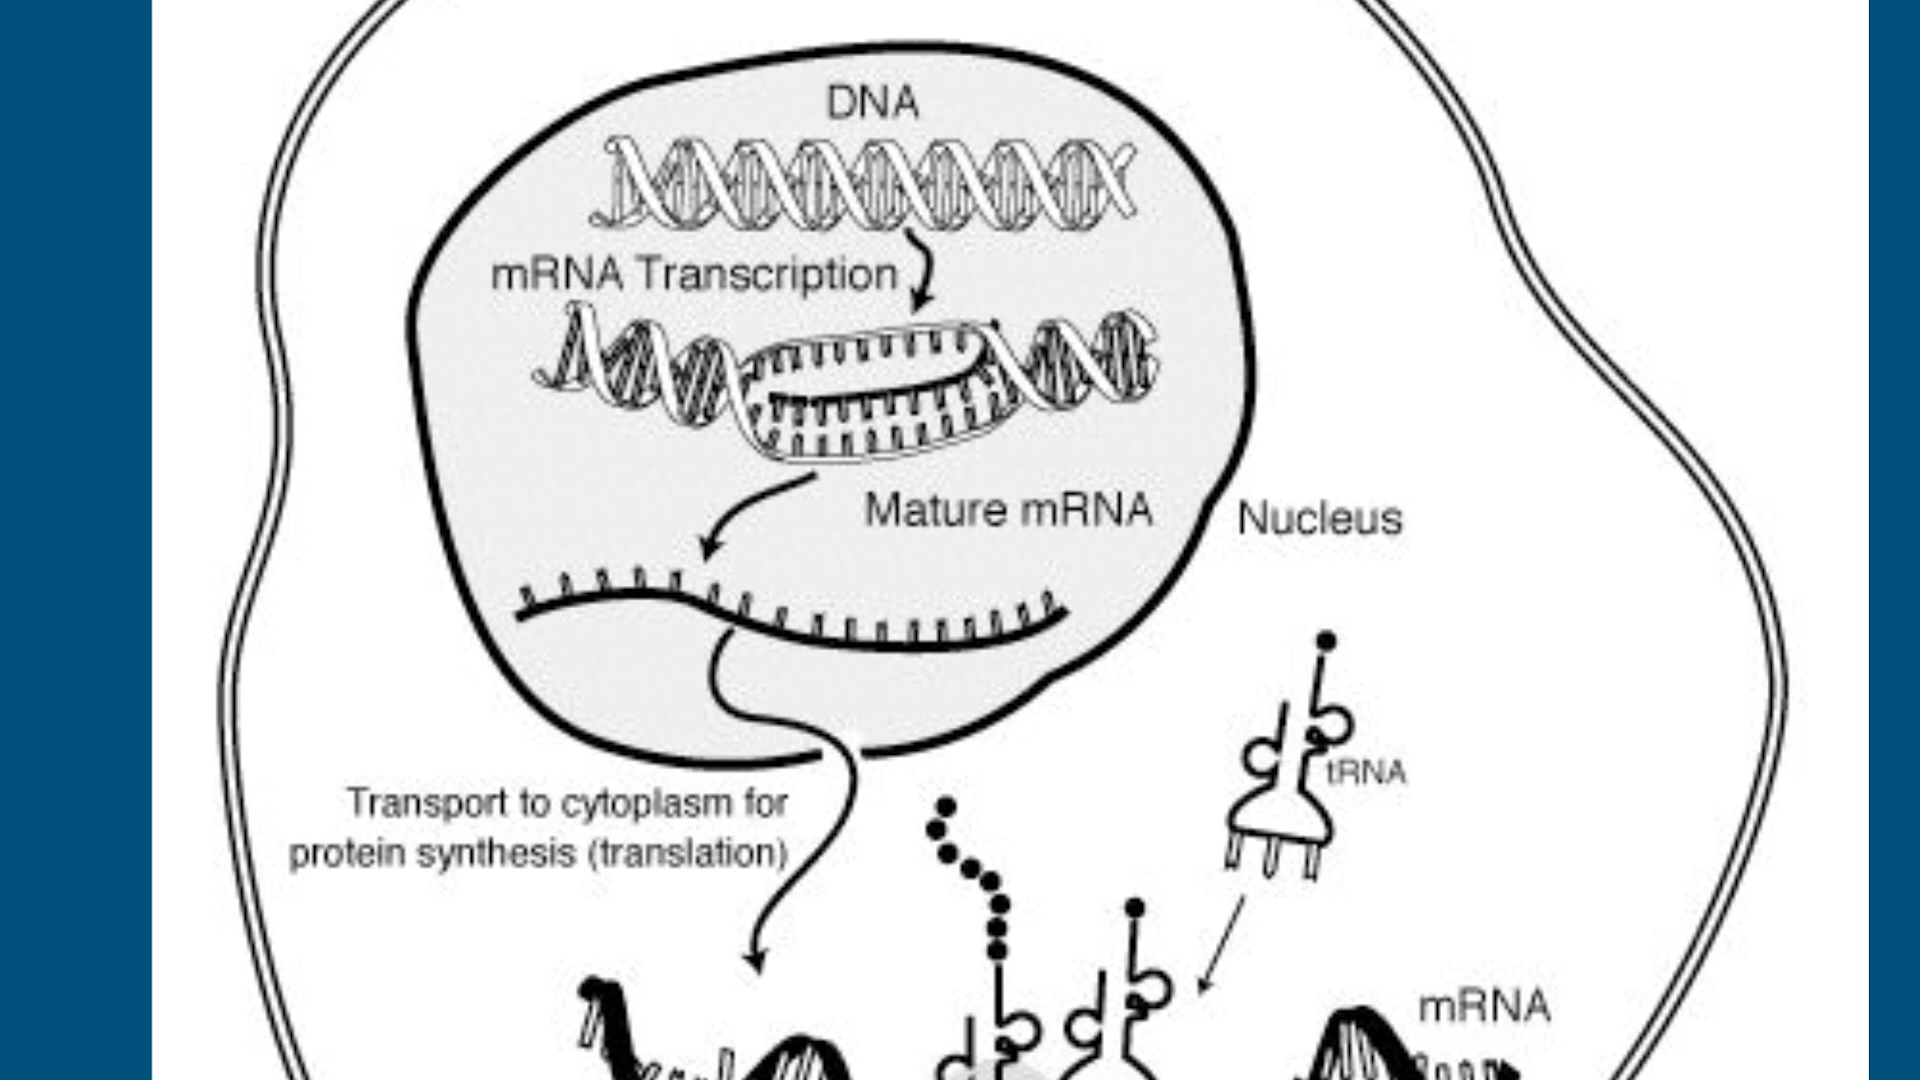 DNA
mRNA Transcription
Mature mRNA
Nucleus
tRNA
Transport to cytoplasm for
protein synthesis (translation)
mRNA